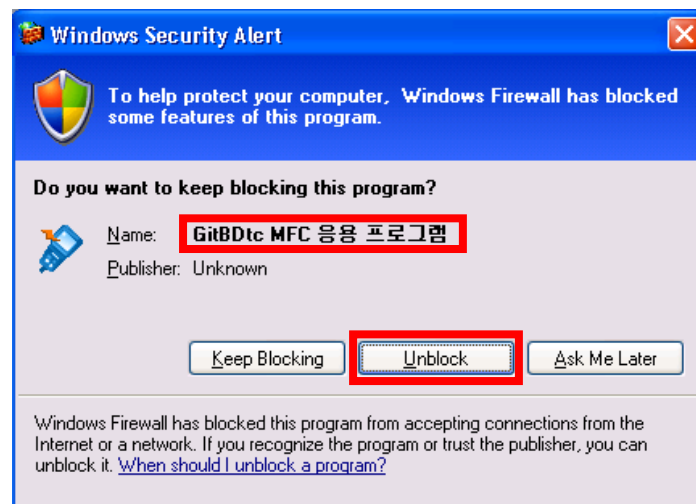 Windows Security Alert
To help protect your computer, Windows Firewall has blocked
some features of this program.
Do you want to keep blocking this program?
Name: GitBDtc MFC 응용 프로그램
Publisher: Unknown
Keep Blocking Unblock Ask Me Later
Windows Firewall has blocked this program from accepting connections from the
Internet or a network. If you recognize the program or trust the publisher, you can
unblock it. When should I unblock a program?